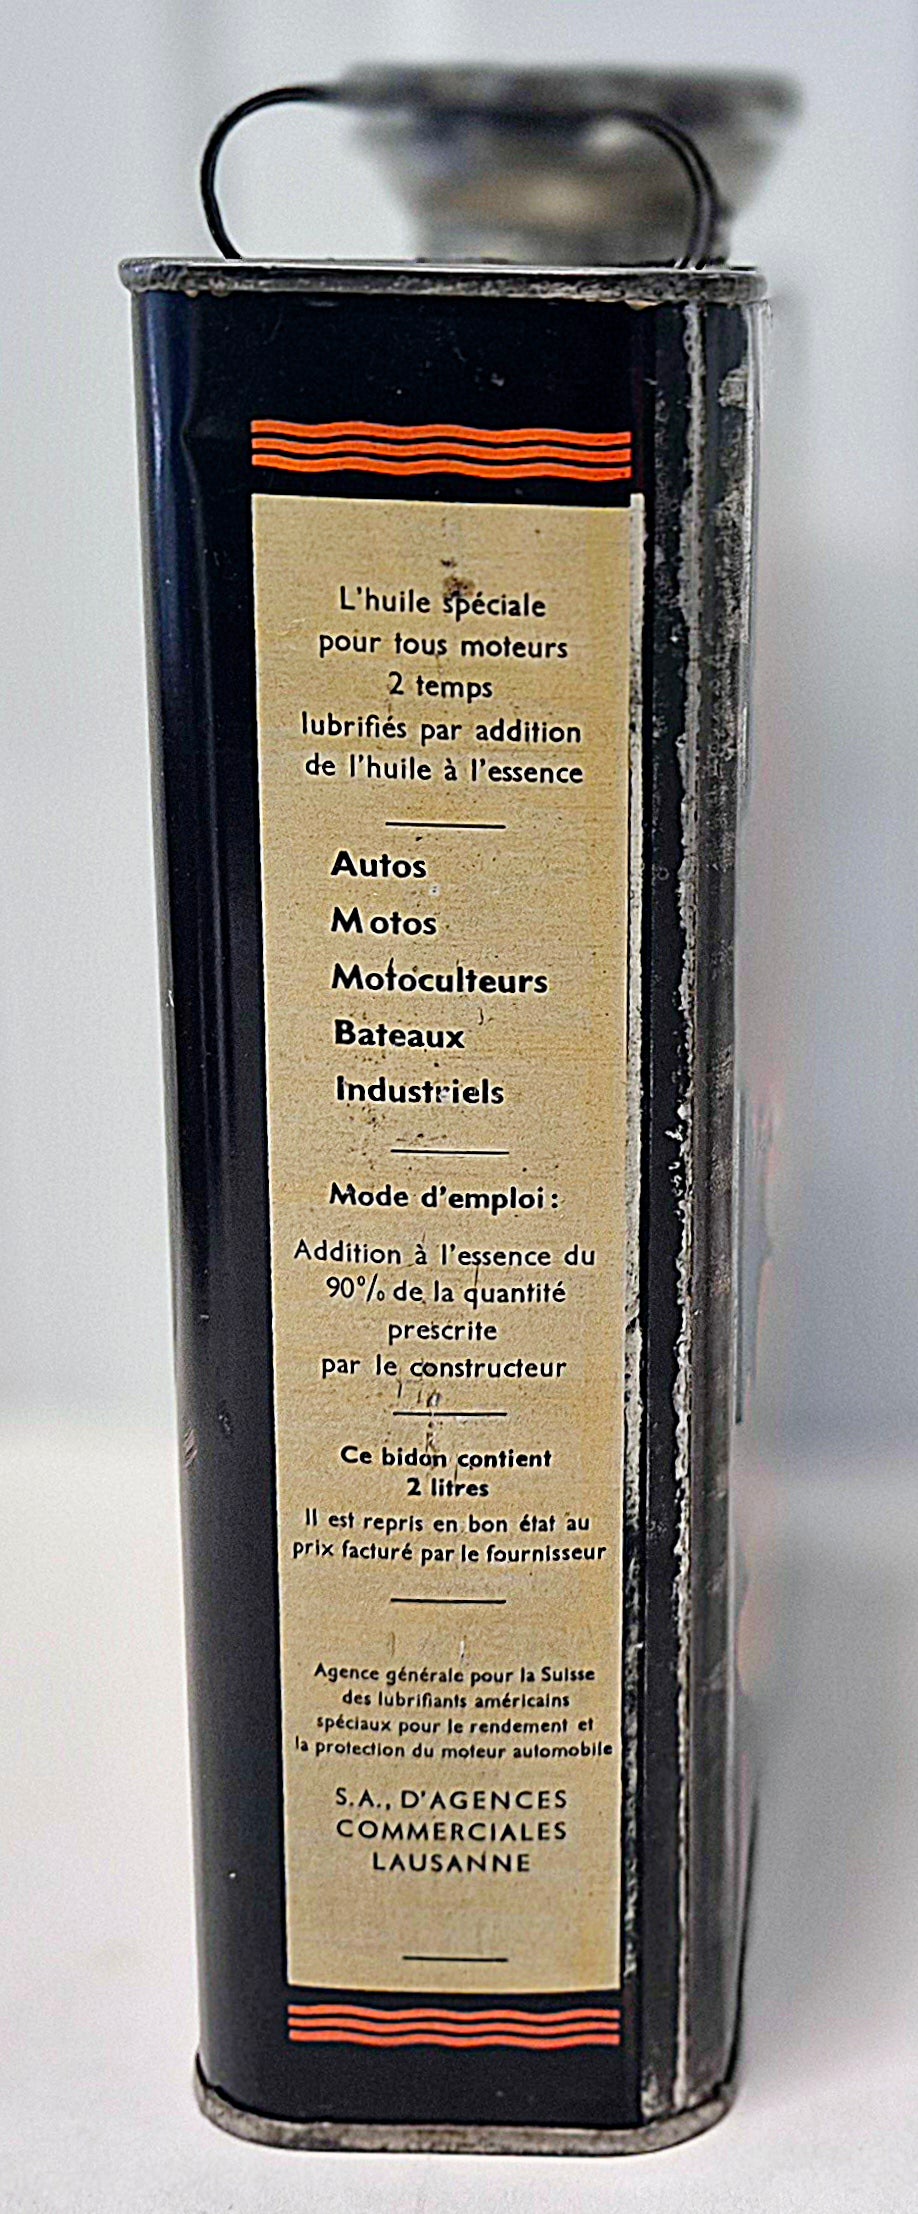 L'huile spéciale
pour tous moteurs
2 temps
lubrifiés par addition
de l'huile à l'essence
Autos
Motos
Motoculteurs
Bateaux
Industriels
Mode d'emploi:
Addition à l'essence du
90% de la quantité
prescrite
par le constructeur
Ce bidon contient
2 litres
Il est repris en bon état au
prix facturé par le fournisseur
Agence générale pour la Suisse
des lubrifiants américains
spéciaux pour le rendement et
la protection du moteur automobile
S.A., D'AGENCES
COMMERCIALES
LAUSANNE